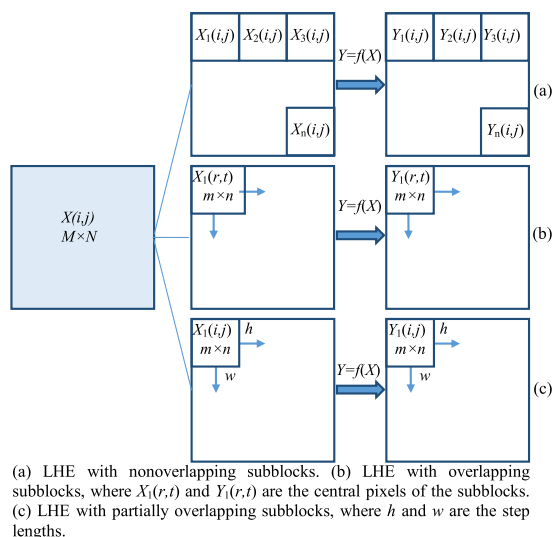 X₁(i,j) X₂(i,j) X₃(i,j)
Y=f(X)
Y₁(i,j) Y₂(i,j) Y₃(i,j)
(a)
Xₙ(i,j)
Yₙ(i,j)
X(i,j)
M×N
X₁(r,t)
m×n
Y=f(X)
Y₁(r,t)
m×n
(b)
X₁(i,j) h
m×n
w
Y=f(X)
Y₁(i,j) h
m×n
w
(c)
(a) LHE with nonoverlapping subblocks. (b) LHE with overlapping
subblocks, where X₁(r,t) and Y₁(r,t) are the central pixels of the subblocks.
(c) LHE with partially overlapping subblocks, where h and w are the step
lengths.